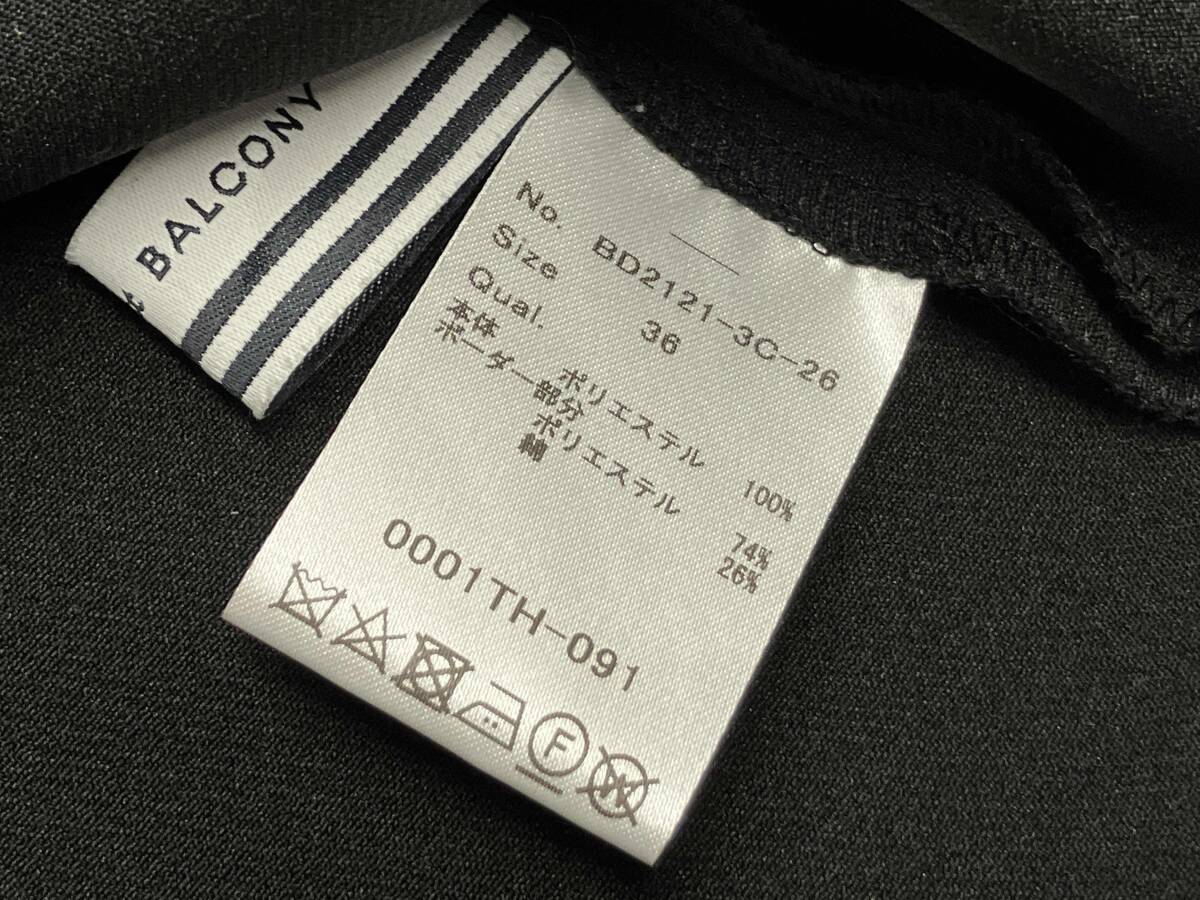 & BALCONY
No. BD2121-3C-26
Size 36
Qual.
本体
ポリエステル 100%
ボーダー部分
ポリエステル 74%
綿 26%
0001TH-091
F
W